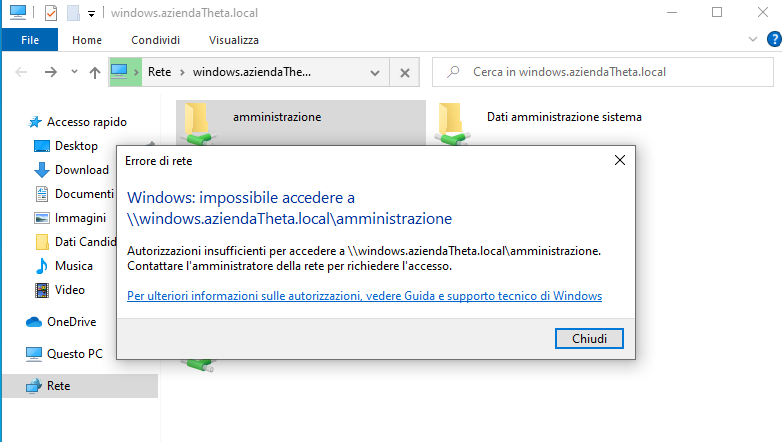 windows.aziendaTheta.local
File
Home
Condividi
Visualizza
Rete
windows.aziendaThe...
Cerca in windows.aziendaTheta.local
Accesso rapido
Desktop
Download
Documenti
Immagini
Dati Candid
Musica
Video
OneDrive
Questo PC
Rete
amministrazione
Dati amministrazione sistema
Errore di rete
Windows: impossibile accedere a
\\windows.aziendaTheta.local\amministrazione
Autorizzazioni insufficienti per accedere a \\windows.aziendaTheta.local\amministrazione.
Contattare l'amministratore della rete per richiedere l'accesso.
Per ulteriori informazioni sulle autorizzazioni, vedere Guida e supporto tecnico di Windows
Chiudi